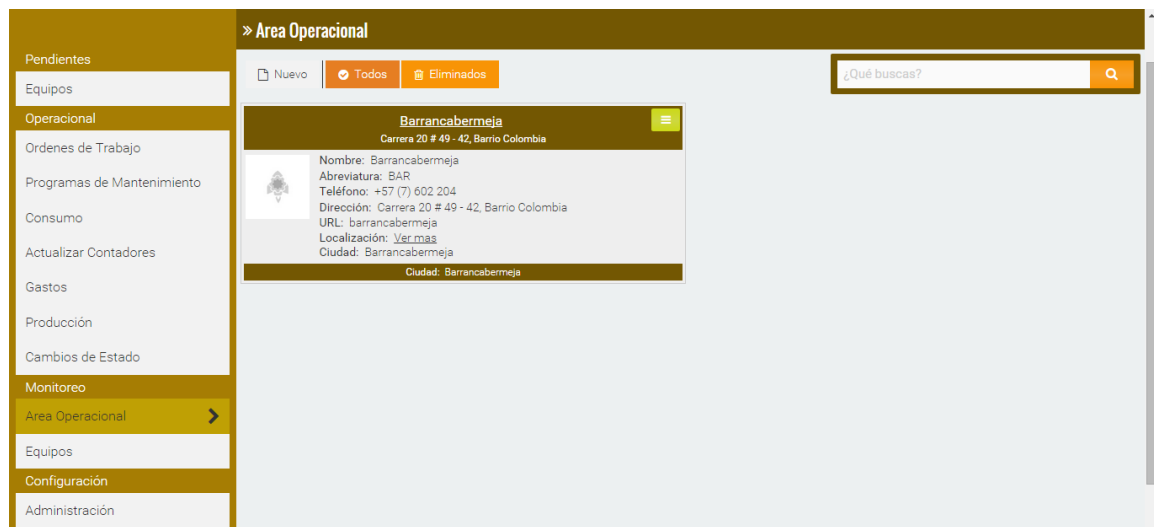 » Area Operacional
Pendientes
Equipos
Operacional
Ordenes de Trabajo
Programas de Mantenimiento
Consumo
Actualizar Contadores
Gastos
Producción
Cambios de Estado
Monitoreo
Area Operacional
Equipos
Configuración
Administración
Nuevo
Todos
Eliminados
¿Qué buscas?
Barrancabermeja
Carrera 20 # 49 - 42, Barrio Colombia
Nombre: Barrancabermeja
Abreviatura: BAR
Teléfono: +57 (7) 602 204
Dirección: Carrera 20 # 49 - 42, Barrio Colombia
URL: barrancabermeja
Localización: Ver mas
Ciudad: Barrancabermeja
Ciudad: Barrancabermeja